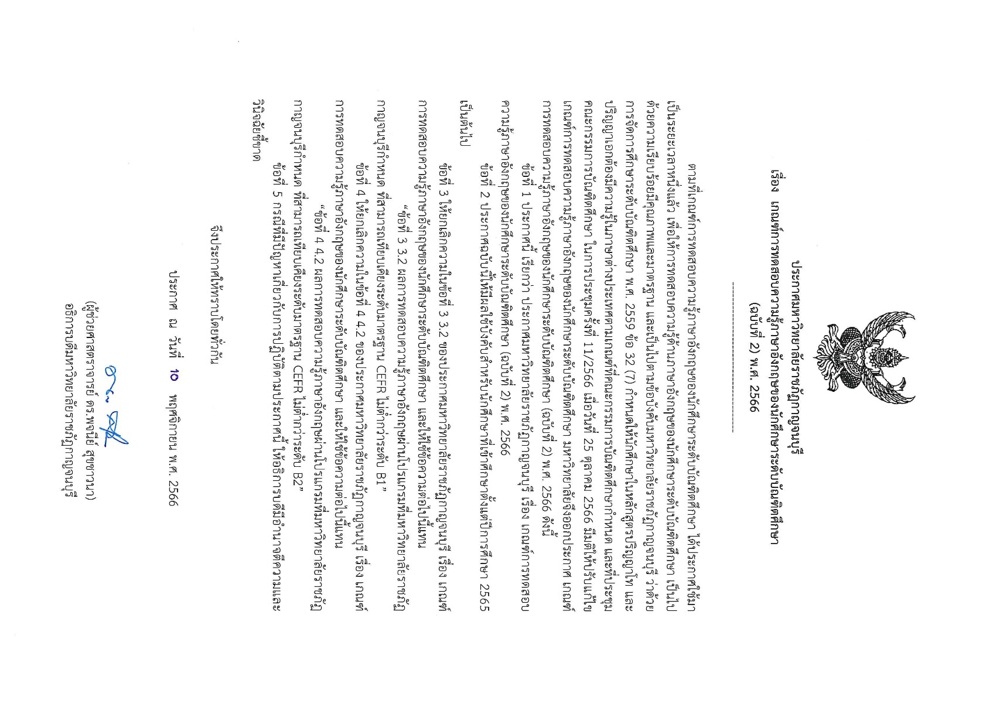 ประกาศมหาวิทยาลัยราชภัฏกาญจนบุรี
เรื่อง เกณฑ์การทดสอบความรู้ภาษาอังกฤษของนักศึกษาระดับบัณฑิตศึกษา
(ฉบับที่ 2) พ.ศ. 2566
ตามที่เกณฑ์การทดสอบความรู้ภาษาอังกฤษของนักศึกษาระดับบัณฑิตศึกษา ได้ประกาศใช้มา
เป็นระยะเวลาหนึ่งแล้ว เพื่อให้การทดสอบความรู้ด้านภาษาอังกฤษของนักศึกษาระดับบัณฑิตศึกษา เป็นไป
ด้วยความเรียบร้อยมีคุณภาพและมาตรฐาน และเป็นไปตามข้อบังคับมหาวิทยาลัยราชภัฏกาญจนบุรี ว่าด้วย
การจัดการศึกษาระดับบัณฑิตศึกษา พ.ศ. 2559 ข้อ 32 (7) กำหนดให้นักศึกษาในหลักสูตรปริญญาโท และ
ปริญญาเอกต้องมีความรู้ในภาษาต่างประเทศตามเกณฑ์ที่คณะกรรมการบัณฑิตศึกษากำหนด และที่ประชุม
คณะกรรมการบัณฑิตศึกษา ในการประชุมครั้งที่ 11/2566 เมื่อวันที่ 25 ตุลาคม 2566 มีมติให้ปรับแก้ไข
เกณฑ์การทดสอบความรู้ภาษาอังกฤษของนักศึกษาระดับบัณฑิตศึกษา มหาวิทยาลัยจึงออกประกาศ เกณฑ์
การทดสอบความรู้ภาษาอังกฤษของนักศึกษาระดับบัณฑิตศึกษา (ฉบับที่ 2) พ.ศ. 2566 ดังนี้
ข้อที่ 1 ประกาศนี้ เรียกว่า ประกาศมหาวิทยาลัยราชภัฏกาญจนบุรี เรื่อง เกณฑ์การทดสอบ
ความรู้ภาษาอังกฤษของนักศึกษาระดับบัณฑิตศึกษา (ฉบับที่ 2) พ.ศ. 2566
ข้อที่ 2 ประกาศฉบับนี้ให้มีผลใช้บังคับสำหรับนักศึกษาที่เข้าศึกษาตั้งแต่ปีการศึกษา 2565
เป็นต้นไป
ข้อที่ 3 ให้ยกเลิกความในข้อที่ 3 3.2 ของประกาศมหาวิทยาลัยราชภัฏกาญจนบุรี เรื่อง เกณฑ์
การทดสอบความรู้ภาษาอังกฤษของนักศึกษาระดับบัณฑิตศึกษา และให้ใช้ข้อความต่อไปนี้แทน
“ข้อที่ 3 3.2 ผลการทดสอบความรู้ภาษาอังกฤษผ่านโปรแกรมที่มหาวิทยาลัยราชภัฏ
กาญจนบุรีกำหนด ที่สามารถเทียบเคียงระดับมาตรฐาน CEFR ไม่ต่ำกว่าระดับ B1”
ข้อที่ 4 ให้ยกเลิกความในข้อที่ 4 4.2 ของประกาศมหาวิทยาลัยราชภัฏกาญจนบุรี เรื่อง เกณฑ์
การทดสอบความรู้ภาษาอังกฤษของนักศึกษาระดับบัณฑิตศึกษา และให้ใช้ข้อความต่อไปนี้แทน
“ข้อที่ 4 4.2 ผลการทดสอบความรู้ภาษาอังกฤษผ่านโปรแกรมที่มหาวิทยาลัยราชภัฏ
กาญจนบุรีกำหนด ที่สามารถเทียบเคียงระดับมาตรฐาน CEFR ไม่ต่ำกว่าระดับ B2”
ข้อที่ 5 กรณีที่มีปัญหาเกี่ยวกับการปฏิบัติตามประกาศนี้ ให้อธิการบดีมีอำนาจตีความและ
วินิจฉัยชี้ขาด
จึงประกาศให้ทราบโดยทั่วกัน
ประกาศ ณ วันที่ ๑๐ พฤศจิกายน พ.ศ. 2566
(ผู้ช่วยศาสตราจารย์ ดร.พจนีย์ สุขชาวนา)
อธิการบดีมหาวิทยาลัยราชภัฏกาญจนบุรี